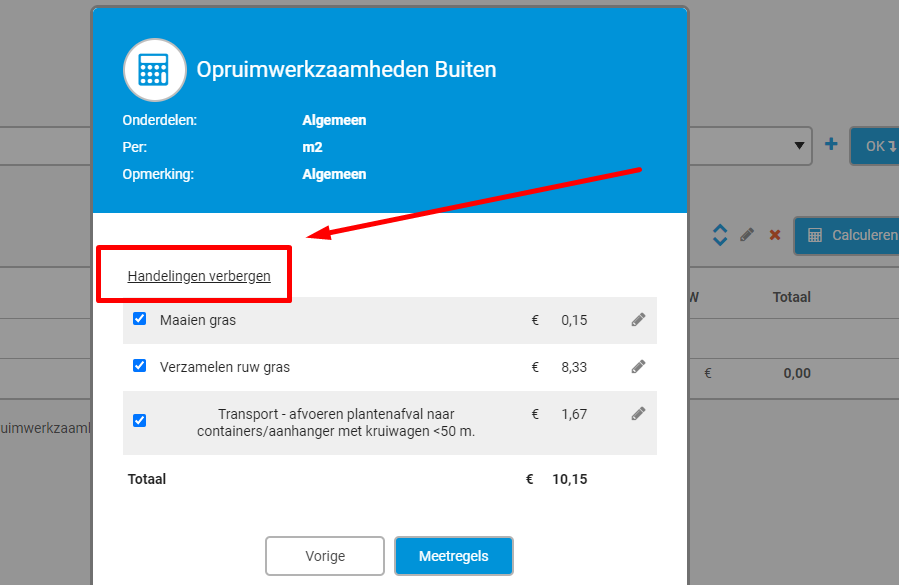 Opruimwerkzaamheden Buiten
Onderdelen: Algemeen
Per: m2
Opmerking: Algemeen
OK
Calculeren
Handelingen verbergen
W Totaal
Maaien gras € 0,15
Verzamelen ruw gras € 8,33
€ 0,00
Transport - afvoeren plantenafval naar € 1,67
containers/aanhanger met kruiwagen <50 m.
uimwerkzaaml
Totaal € 10,15
Vorige Meetregels